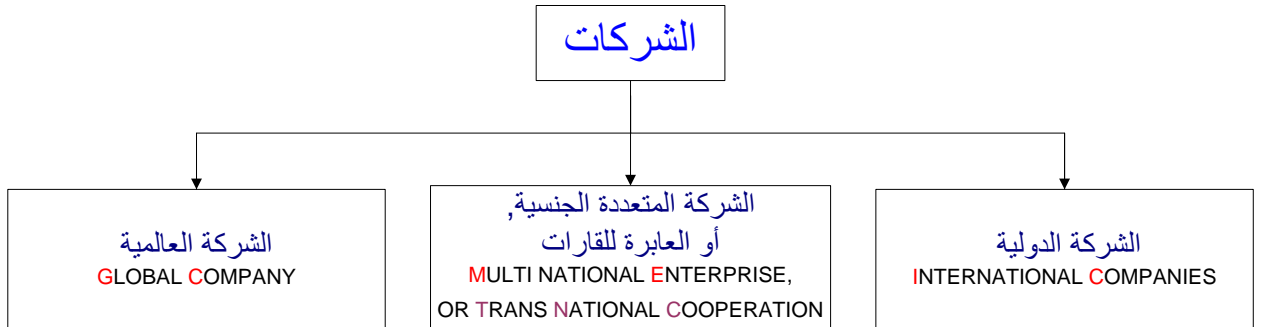 الشركات
الشركة الدولية
INTERNATIONAL COMPANIES
الشركة المتعددة الجنسية,
أو العابرة للقارات
MULTI NATIONAL ENTERPRISE,
OR TRANS NATIONAL COOPERATION
الشركة العالمية
GLOBAL COMPANY